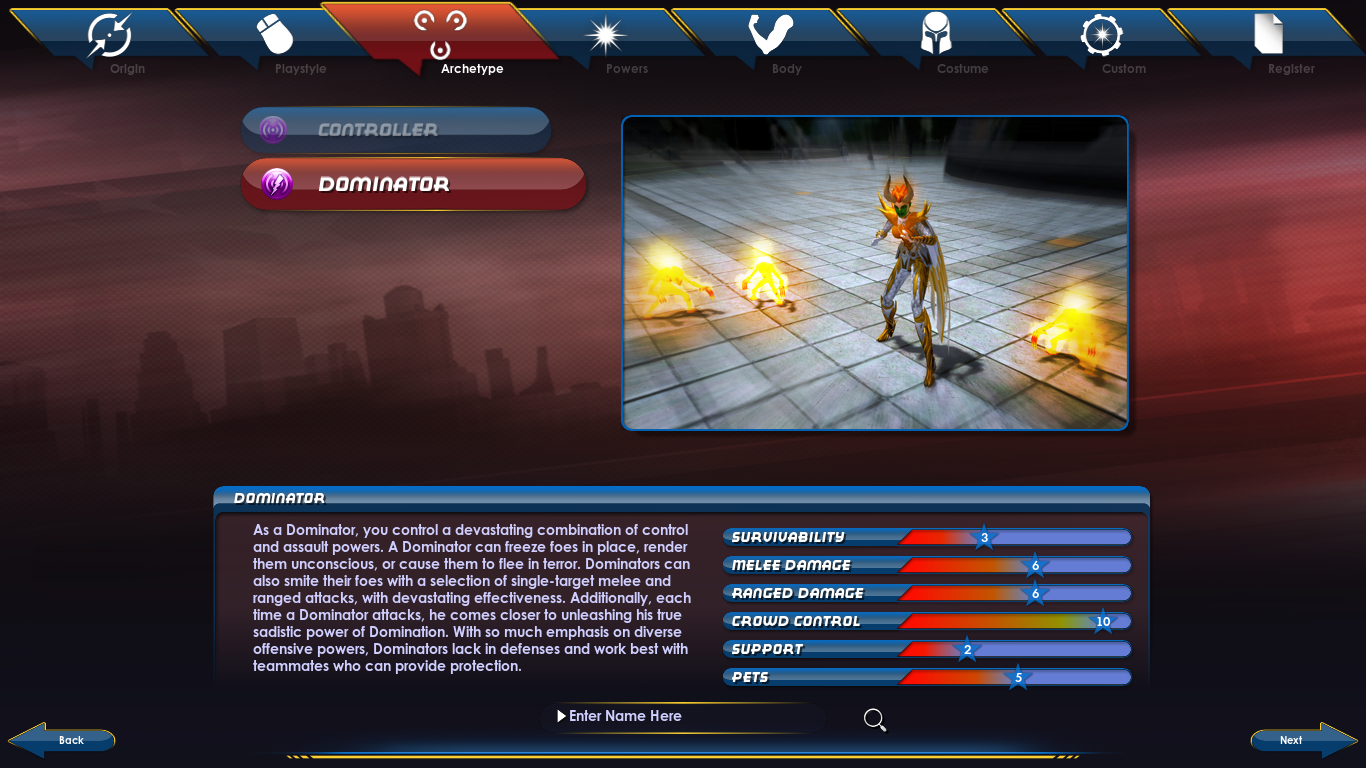 Origin
Playstyle
Archetype
Powers
Body
Costume
Custom
Register
CONTROLLER
DOMINATOR
DOMINATOR
As a Dominator, you control a devastating combination of control
and assault powers. A Dominator can freeze foes in place, render
them unconscious, or cause them to flee in terror. Dominators can
also smite their foes with a selection of single-target melee and
ranged attacks, with devastating effectiveness. Additionally, each
time a Dominator attacks, he comes closer to unleashing his true
sadistic power of Domination. With so much emphasis on diverse
offensive powers, Dominators lack in defenses and work best with
teammates who can provide protection.
SURVIVABILITY 3
MELEE DAMAGE 6
RANGED DAMAGE 6
CROWD CONTROL 10
SUPPORT 2
PETS 5
Enter Name Here
Back
Next